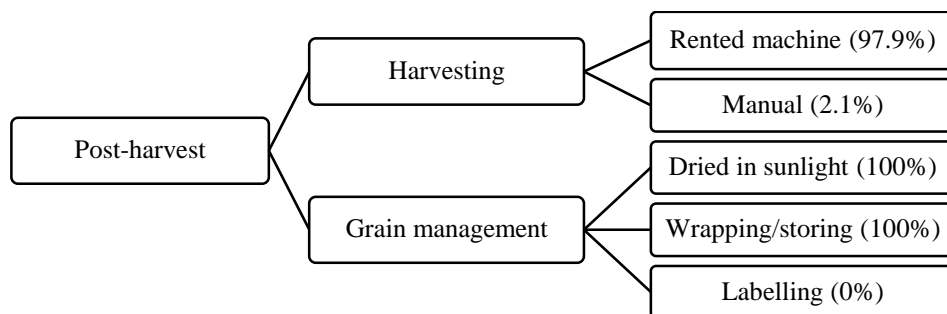 Post-harvest
Harvesting
Rented machine (97.9%)
Manual (2.1%)
Grain management
Dried in sunlight (100%)
Wrapping/storing (100%)
Labelling (0%)